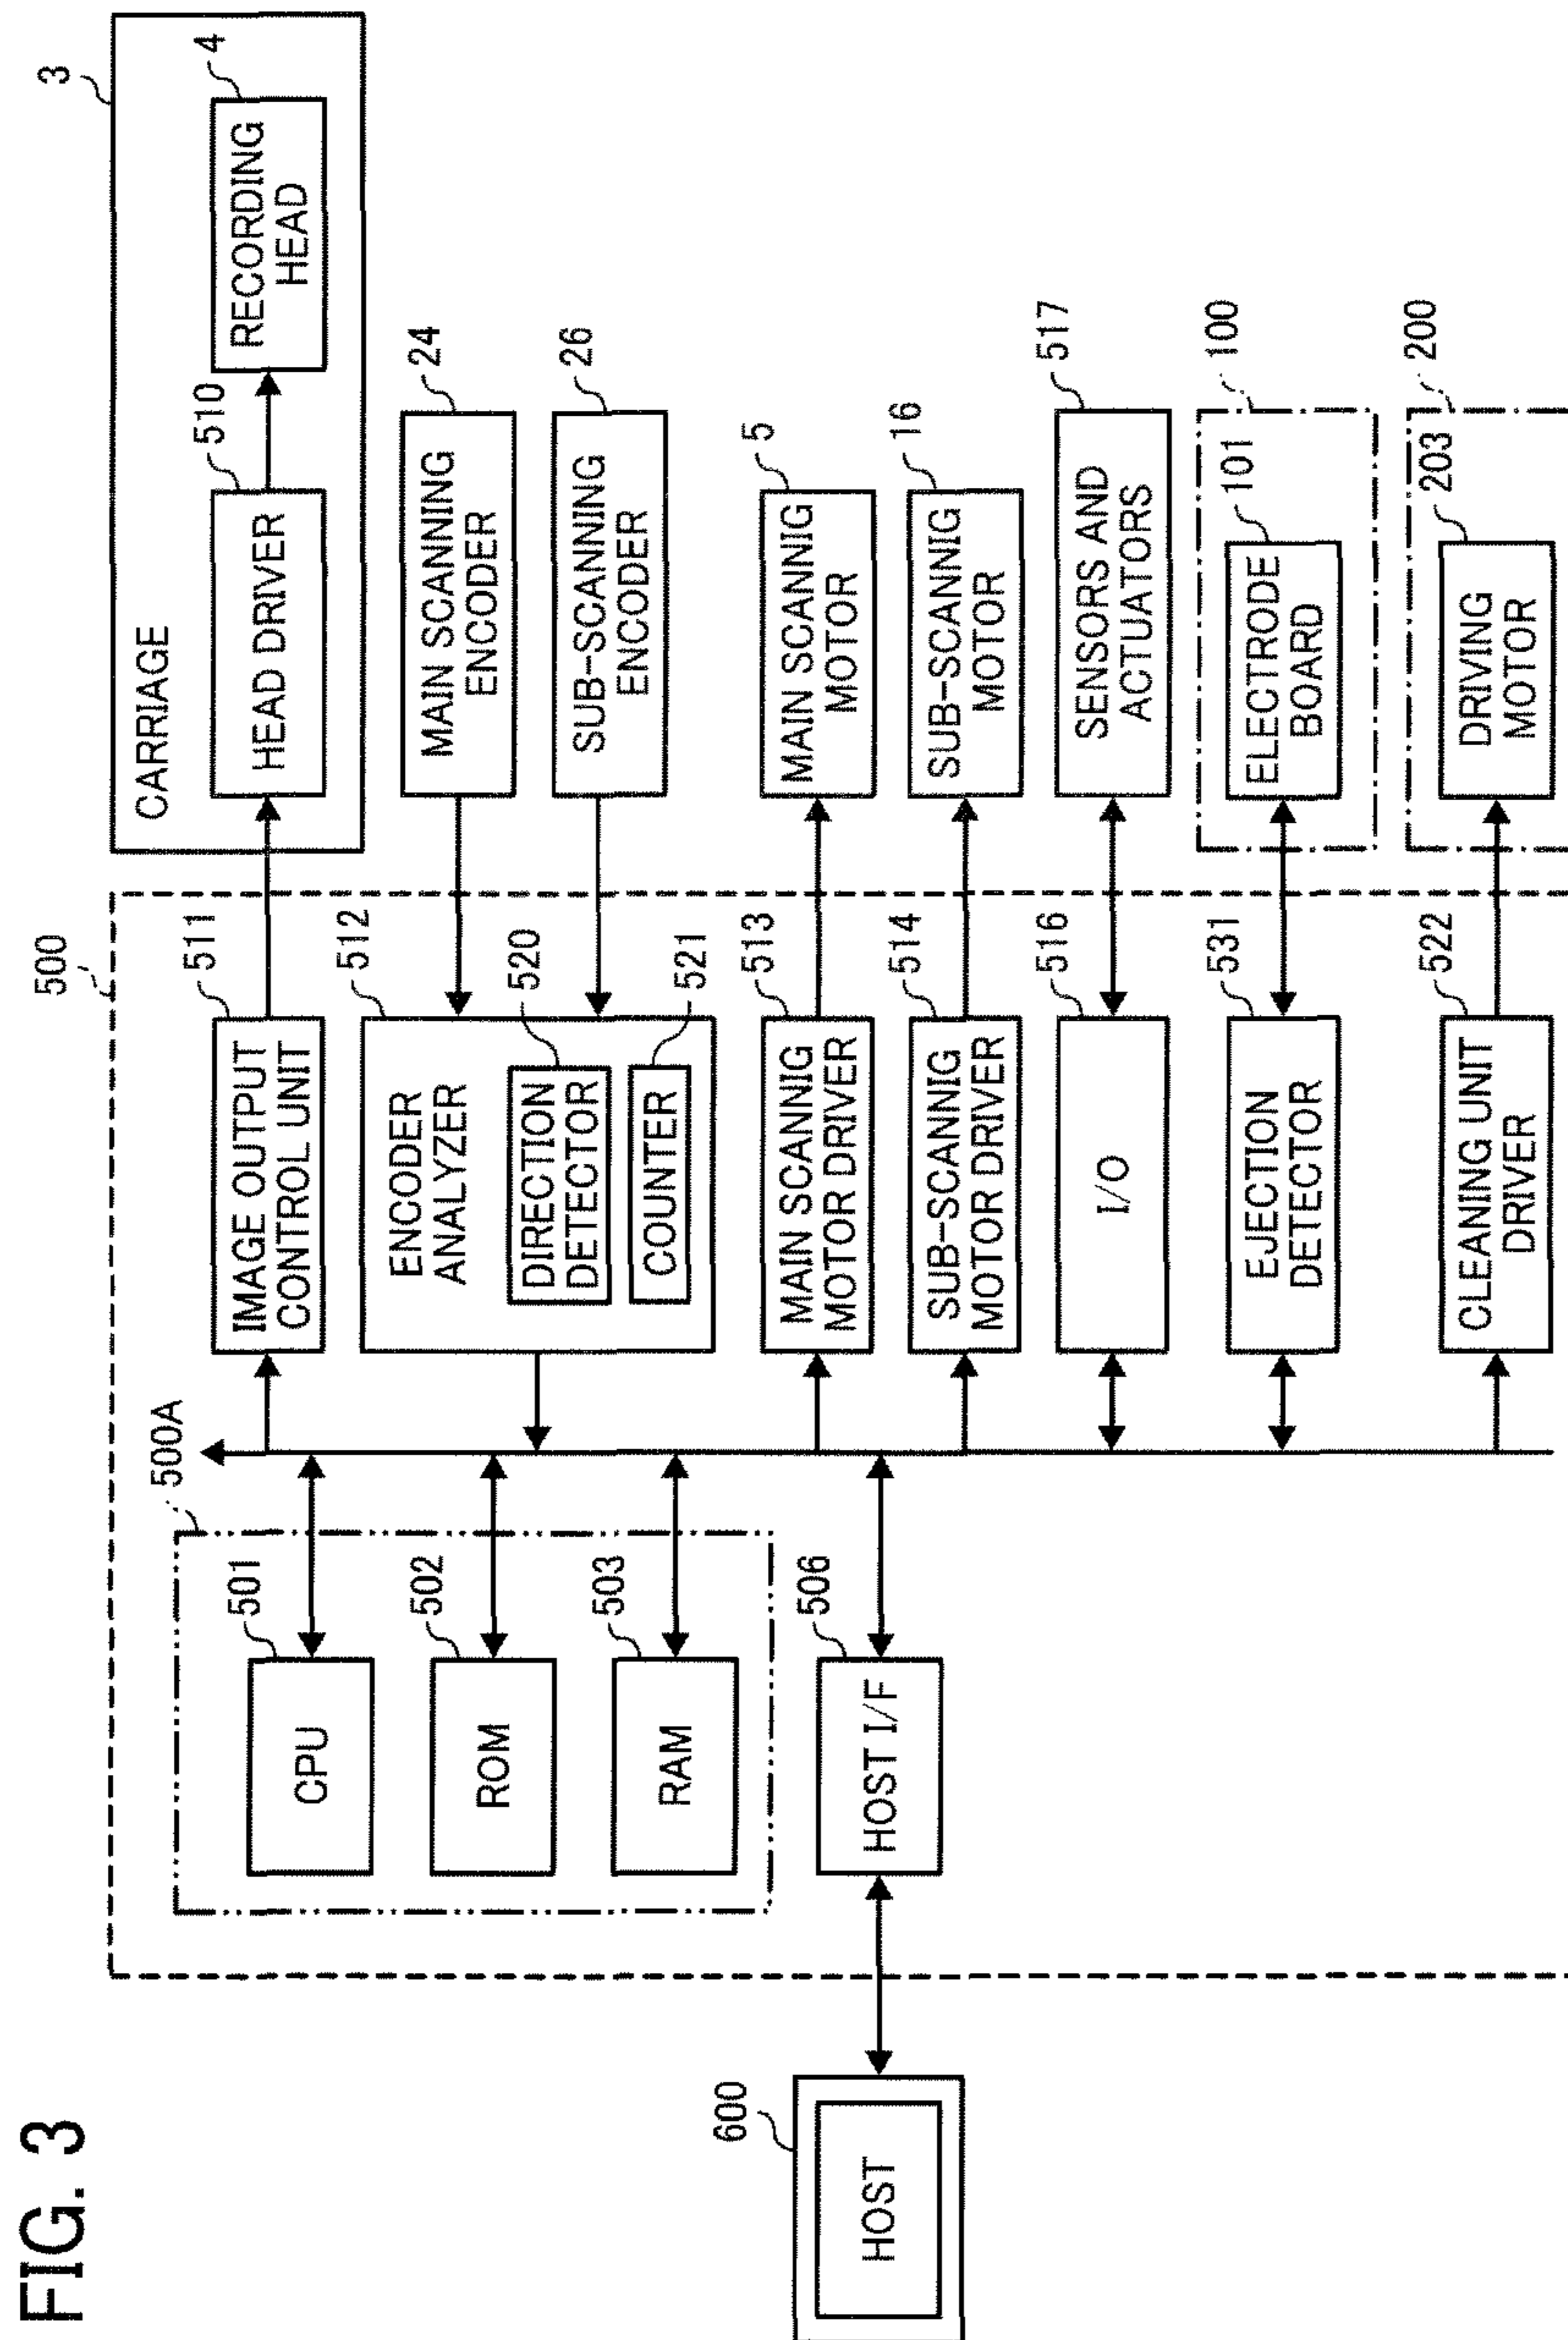 FIG. 3
500
3
CARRIAGE
510
4
HEAD DRIVER
RECORDING
HEAD
500A
511
IMAGE OUTPUT
CONTROL UNIT
501
CPU
512
ENCODER
ANALYZER
24
MAIN SCANNING
ENCODER
502
ROM
520
DIRECTION
DETECTOR
26
SUB-SCANNING
ENCODER
503
RAM
521
COUNTER
513
MAIN SCANNIG
MOTOR DRIVER
5
MAIN SCANNIG
MOTOR
600
HOST
506
HOST I/F
514
SUB-SCANNIG
MOTOR DRIVER
16
SUB-SCANNIG
MOTOR
516
I/O
517
SENSORS AND
ACTUATORS
531
EJECTION
DETECTOR
100
101
ELECTRODE
BOARD
522
CLEANING UNIT
DRIVER
200
203
DRIVING
MOTOR